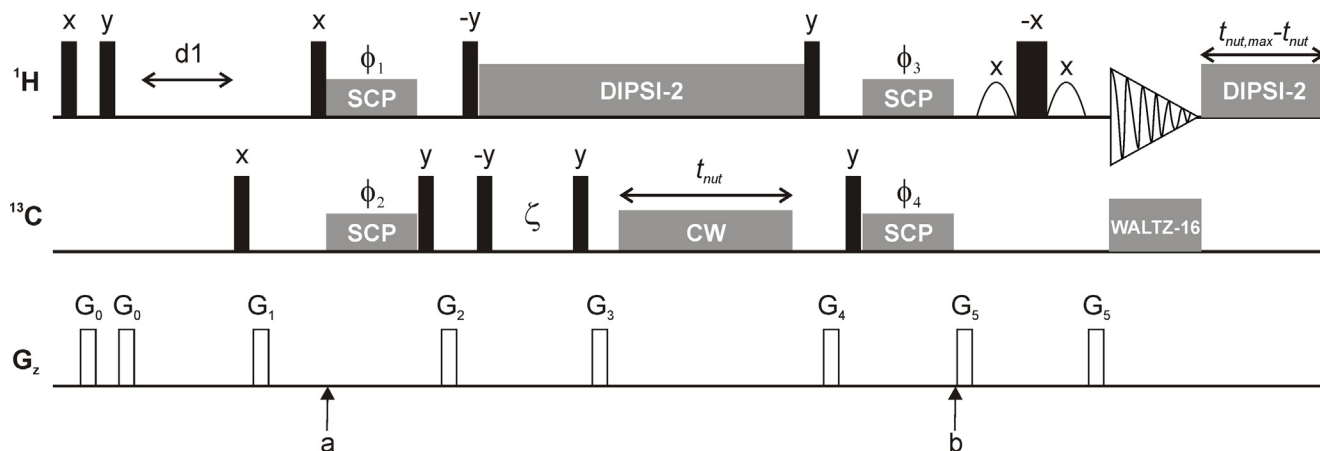 x y x -y y -x
d1 ϕ₁ ϕ₃ x x t_nut,max-t_nut
¹H SCP DIPSI-2 SCP DIPSI-2
x y -y y y
ϕ₂ ζ t_nut ϕ₄
¹³C SCP CW SCP WALTZ-16
G₀ G₀ G₁ G₂ G₃ G₄ G₅ G₅
G_z
a b